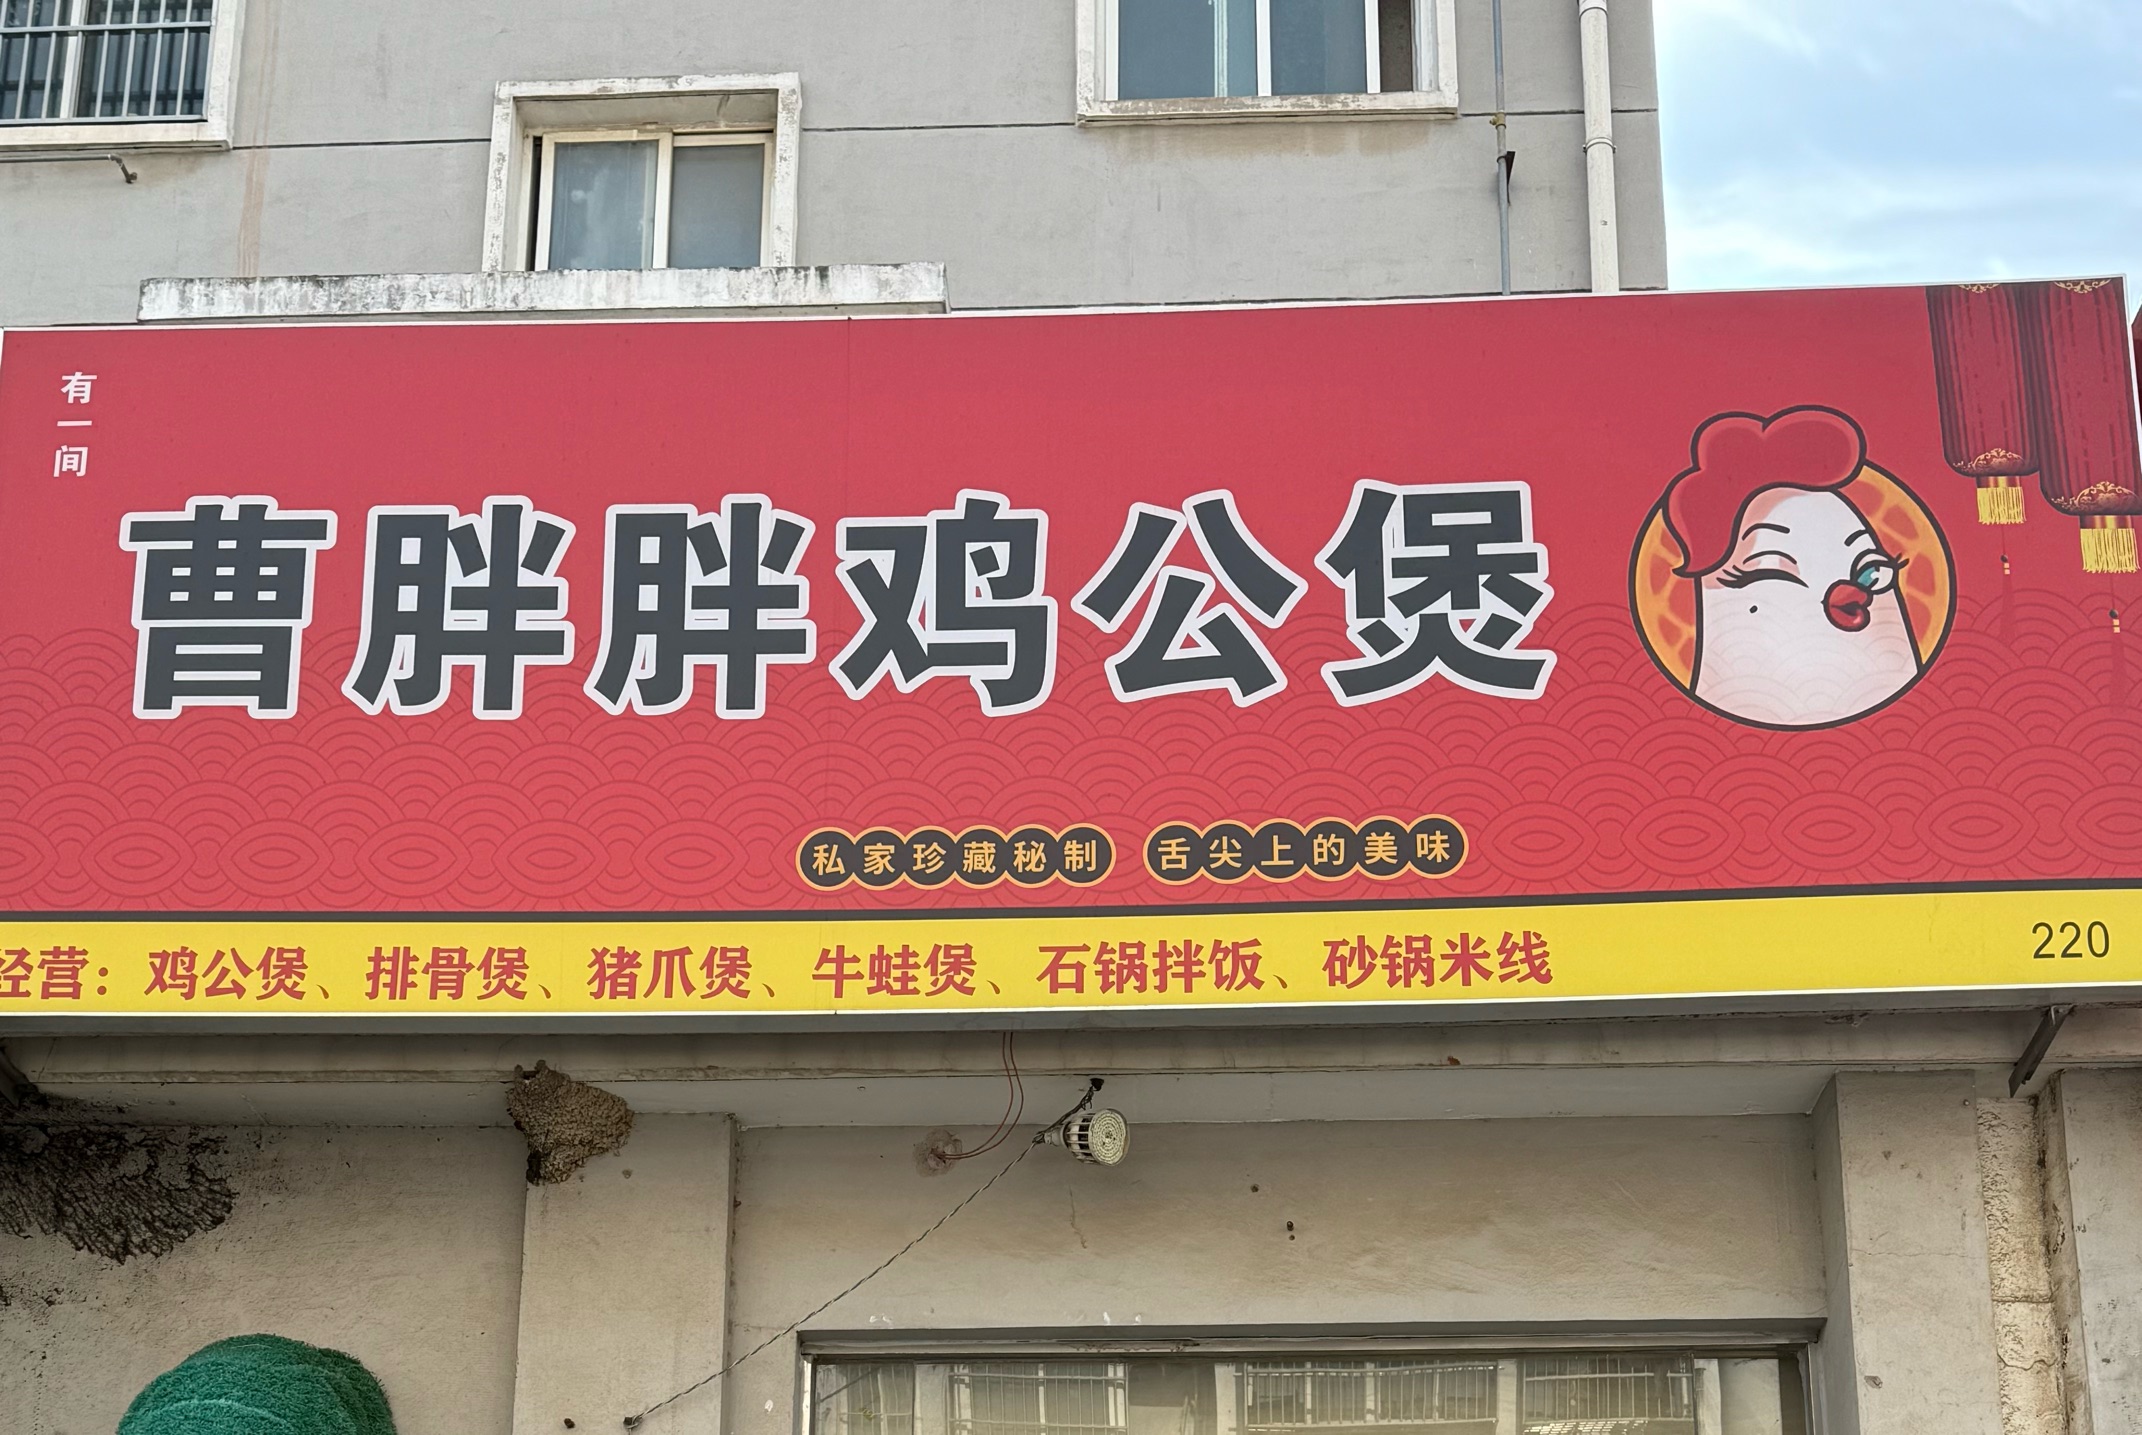 有一间
曹胖胖鸡公煲
私家珍藏秘制 舌尖上的美味
经营：鸡公煲、排骨煲、猪爪煲、牛蛙煲、石锅拌饭、砂锅米线
220